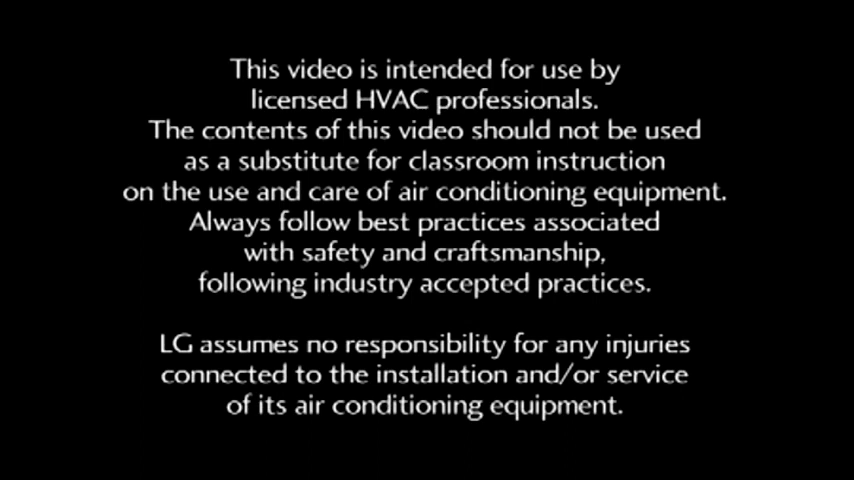 This video is intended for use by
licensed HVAC professionals.
The contents of this video should not be used
as a substitute for classroom instruction
on the use and care of air conditioning equipment.
Always follow best practices associated
with safety and craftsmanship,
following industry accepted practices.
LG assumes no responsibility for any injuries
connected to the installation and/or service
of its air conditioning equipment.